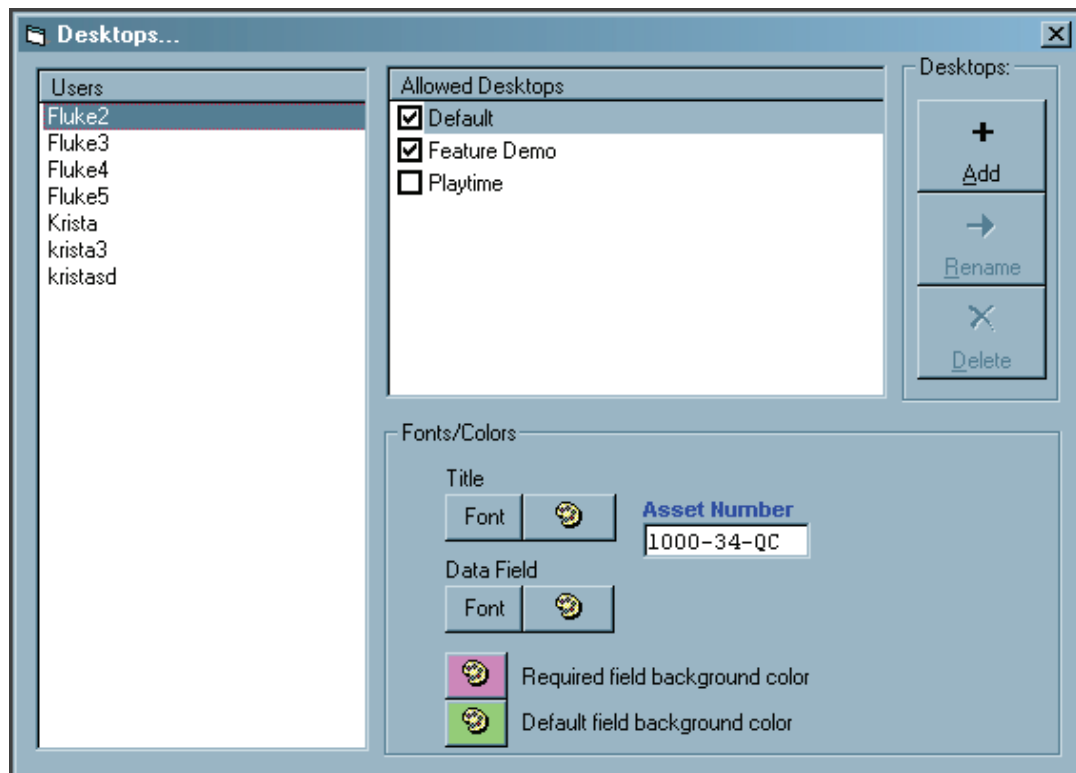 Desktops...
Users
Fluke2
Fluke3
Fluke4
Fluke5
Krista
krista3
kristasd
Allowed Desktops
Default
Feature Demo
Playtime
Desktops:
Add
Rename
Delete
Fonts/Colors
Title
Font
Asset Number
1000-34-QC
Data Field
Font
Required field background color
Default field background color